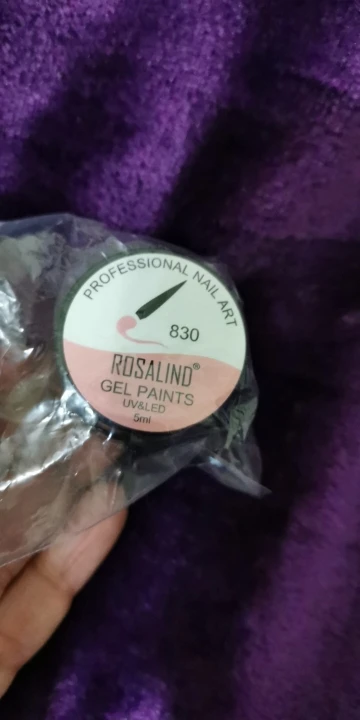 PROFESSIONAL NAIL ART
830
ROSALIND®
GEL PAINTS
UV&LED
5ml